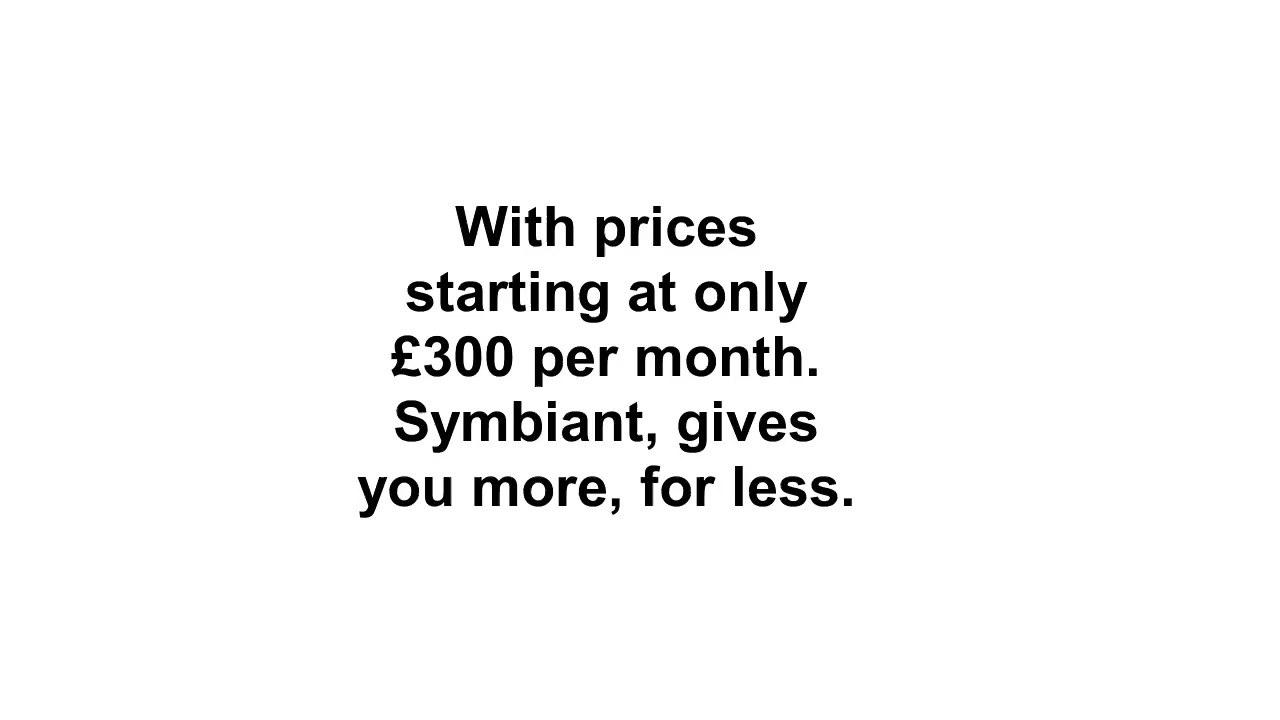 With prices
starting at only
£300 per month.
Symbiant, gives
you more, for less.